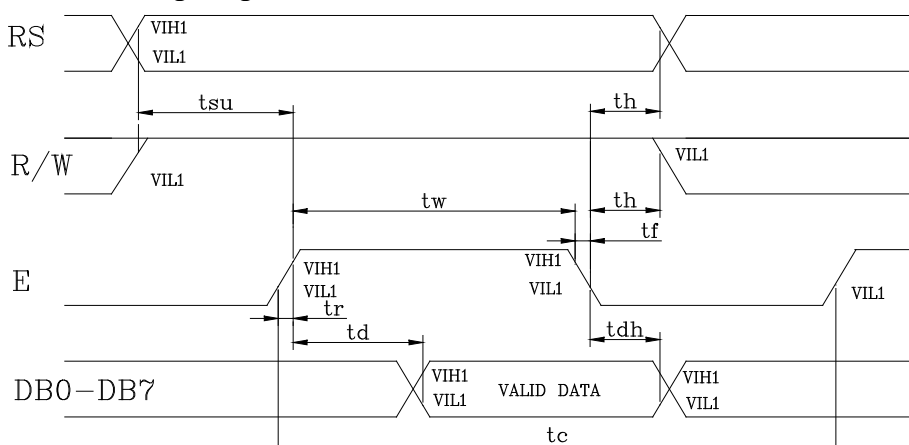 RS
VIH1
VIL1
tsu
th
R/W
VIL1
VIL1
tw
th
tf
E
VIH1
VIL1
VIH1
VIL1
VIL1
tr
td
tdh
DB0-DB7
VIH1
VIL1
VALID DATA
VIH1
VIL1
tc